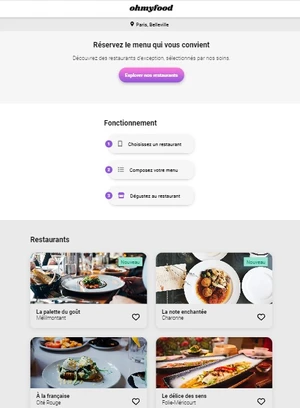 ohmyfood
Paris, Belleville
Réservez le menu qui vous convient
Découvrez des restaurants d'exception, sélectionnés par nos soins.
Explorer nos restaurants
Fonctionnement
1 Choisissez un restaurant
2 Composez votre menu
3 Dégustez au restaurant
Restaurants
Nouveau
Nouveau
La palette du goût
Ménilmontant
La note enchantée
Charonne
À la française
Cité Rouge
Le délice des sens
Folie-Méricourt